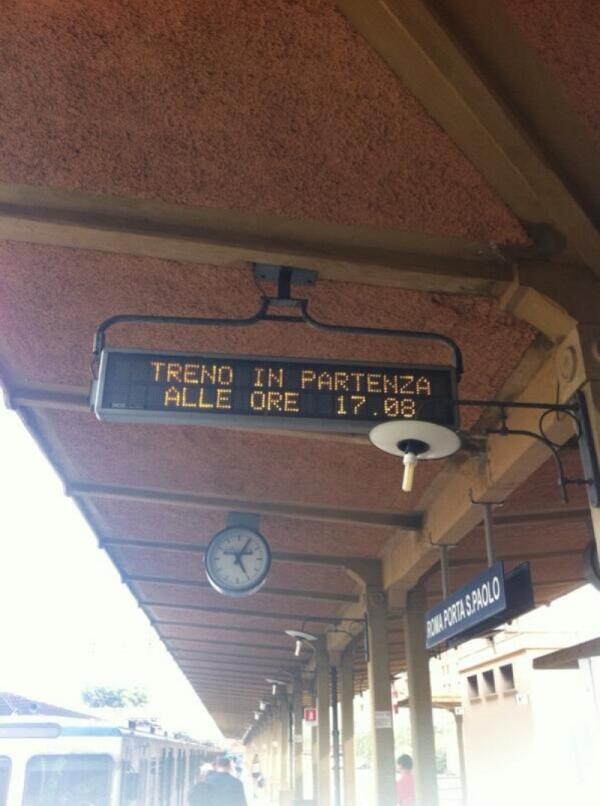 TRENO IN PARTENZA
ALLE ORE 17.08
ROMA PORTA S.PAOLO